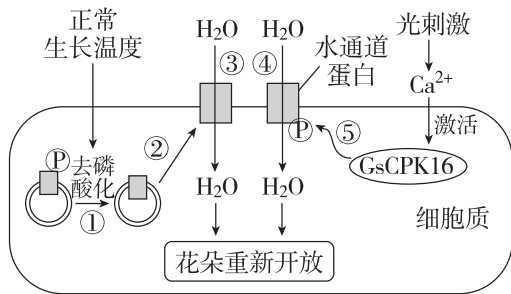 正常
生长温度
H₂O
H₂O
③
④
水通道
蛋白
光刺激
Ca²⁺
激活
GsCPK16
P
⑤
②
P
去磷
酸化
①
H₂O
H₂O
细胞质
花朵重新开放